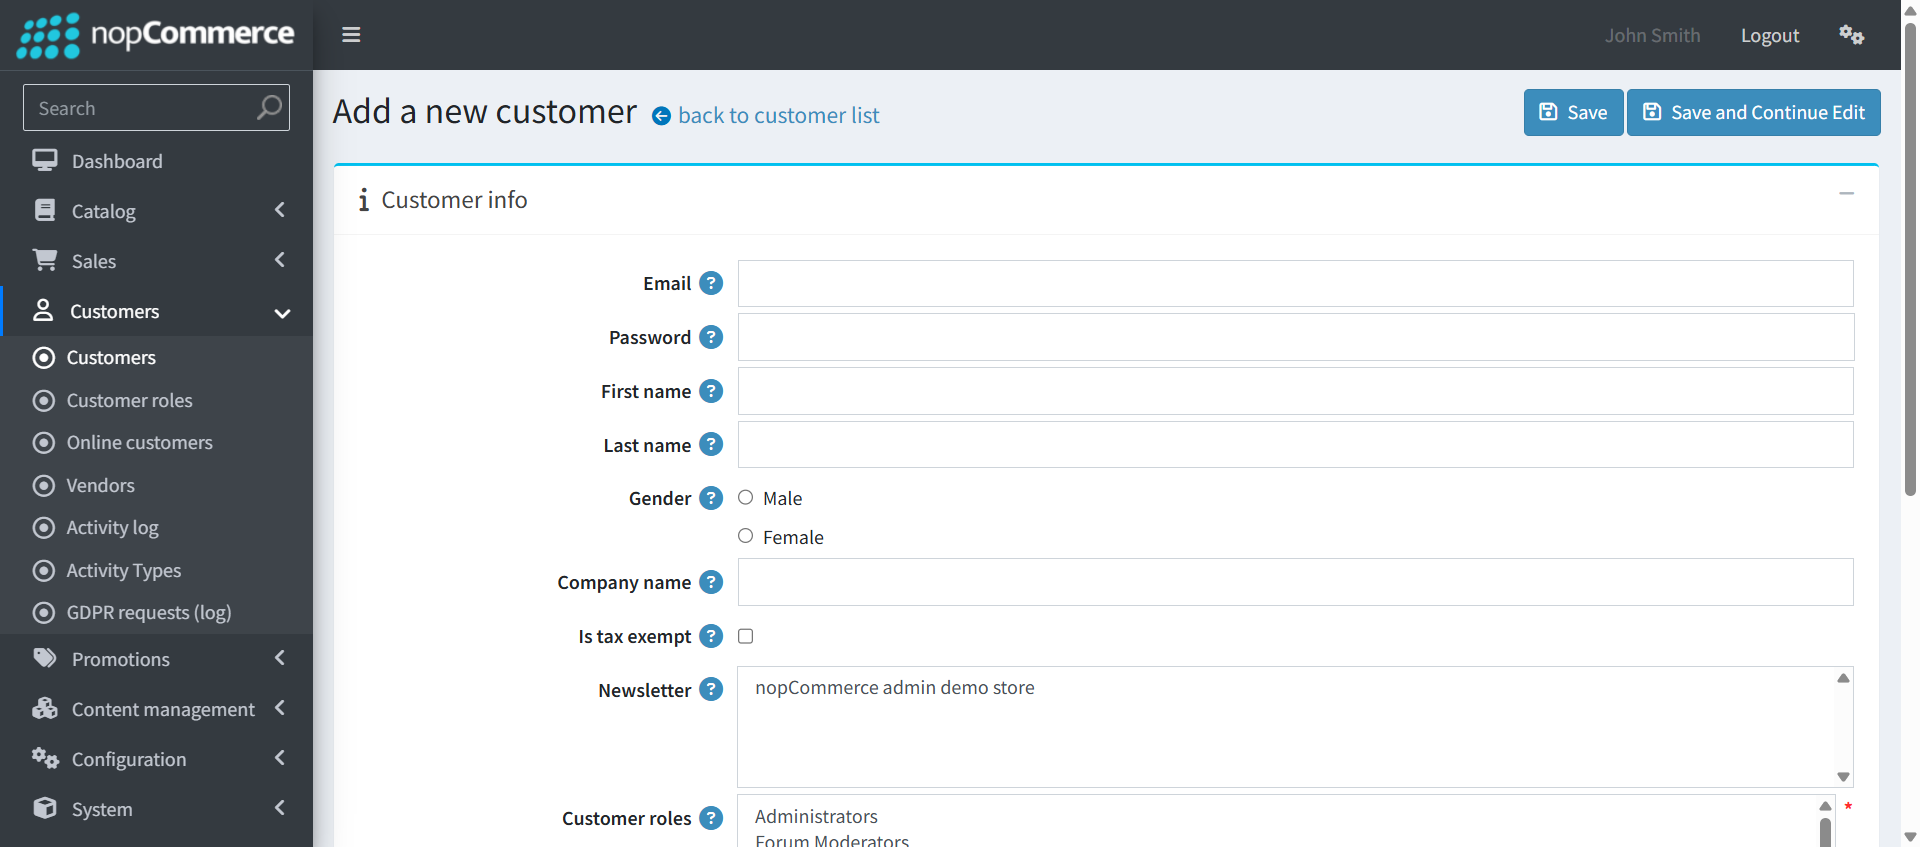 nopCommerce
John Smith
Logout
Search
Dashboard
Catalog
Sales
Customers
Customers
Customer roles
Online customers
Vendors
Activity log
Activity Types
GDPR requests (log)
Promotions
Content management
Configuration
System
Add a new customer
back to customer list
Save
Save and Continue Edit
Customer info
Email ?
Password ?
First name ?
Last name ?
Gender ? Male
Female
Company name ?
Is tax exempt ?
Newsletter ? nopCommerce admin demo store
Customer roles ? Administrators *
Forum Moderators